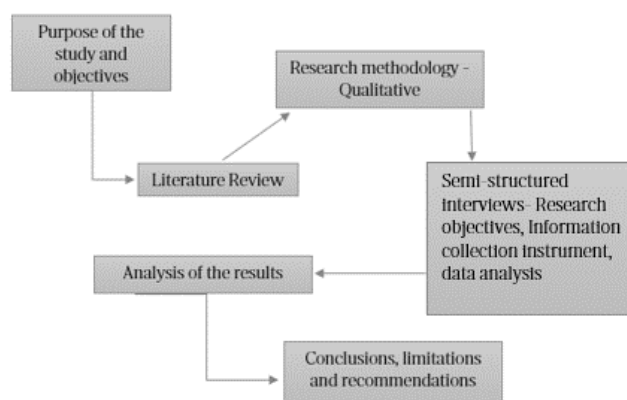 Purpose of the
study and
objectives
Research methodology -
Qualitative
Literature Review
Semi-structured
interviews- Research
objectives, Information
collection instrument,
data analysis
Analysis of the results
Conclusions, limitations
and recommendations